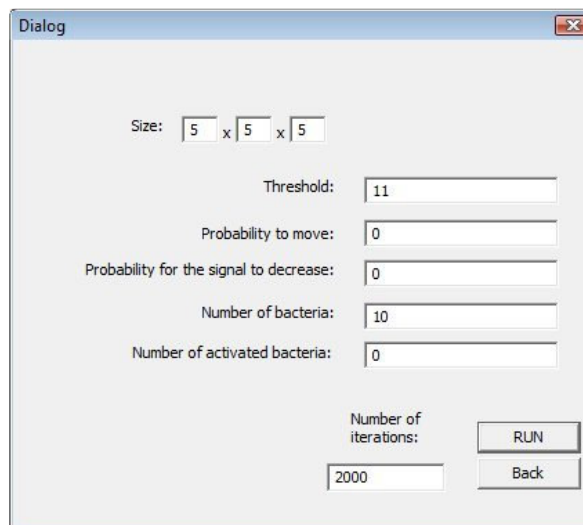 Dialog
Size: 5 x 5 x 5
Threshold: 11
Probability to move: 0
Probability for the signal to decrease: 0
Number of bacteria: 10
Number of activated bacteria: 0
Number of
iterations: RUN
2000 Back